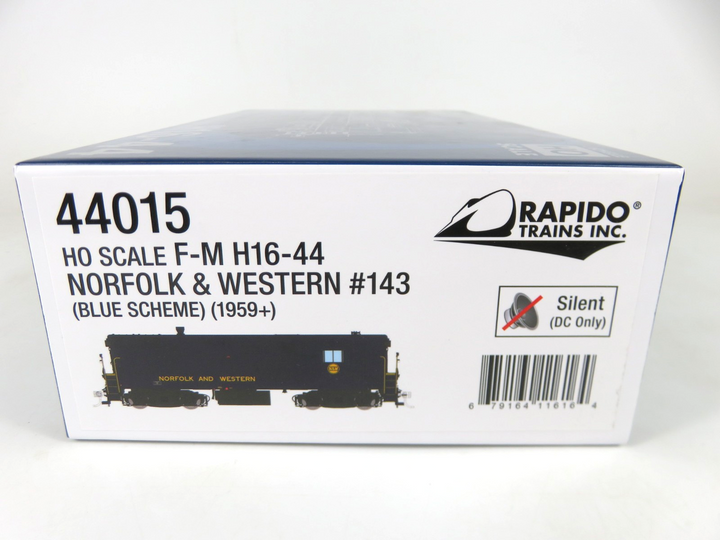 44015
HO SCALE F-M H16-44
NORFOLK & WESTERN #143
(BLUE SCHEME) (1959+)
RAPIDO®
TRAINS INC.
Silent
(DC Only)
NORFOLK AND WESTERN
6 79164 11616 4